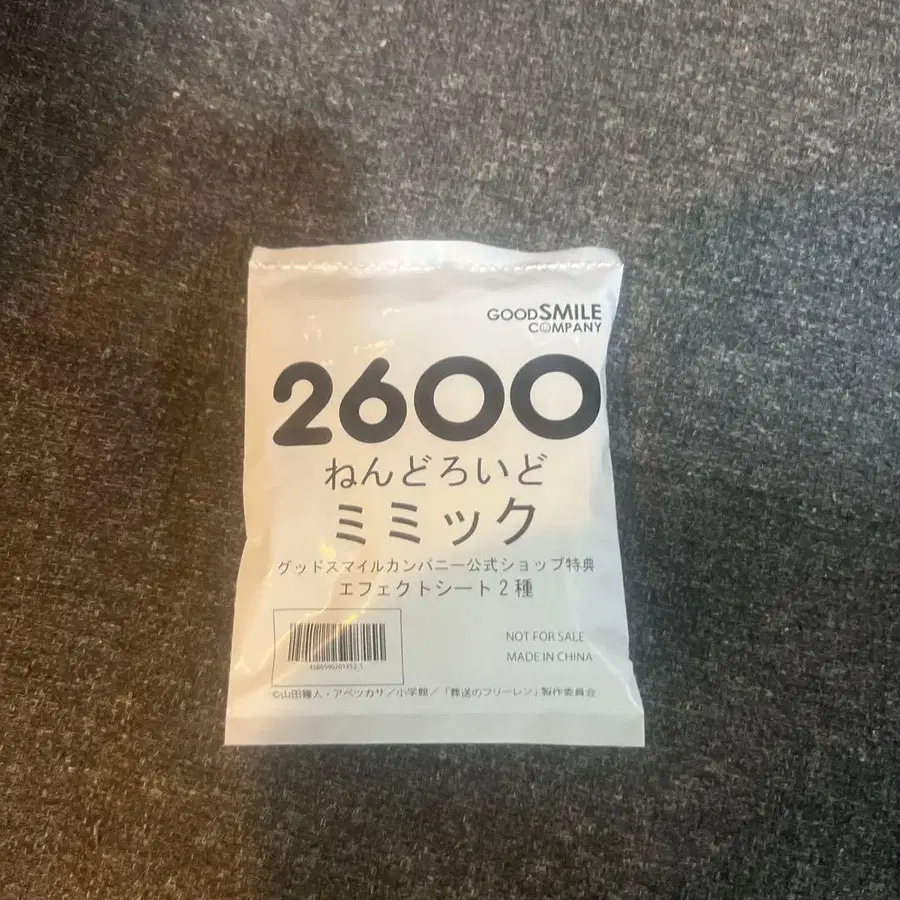 GOODSMILE
COMPANY
2600
ねんどろいど
ミミック
グッドスマイルカンパニー公式ショップ特典
エフェクトシート2種
NOT FOR SALE
MADE IN CHINA
©山田鐘人・アベツカサ／小学館／「葬送のフリーレン」製作委員会